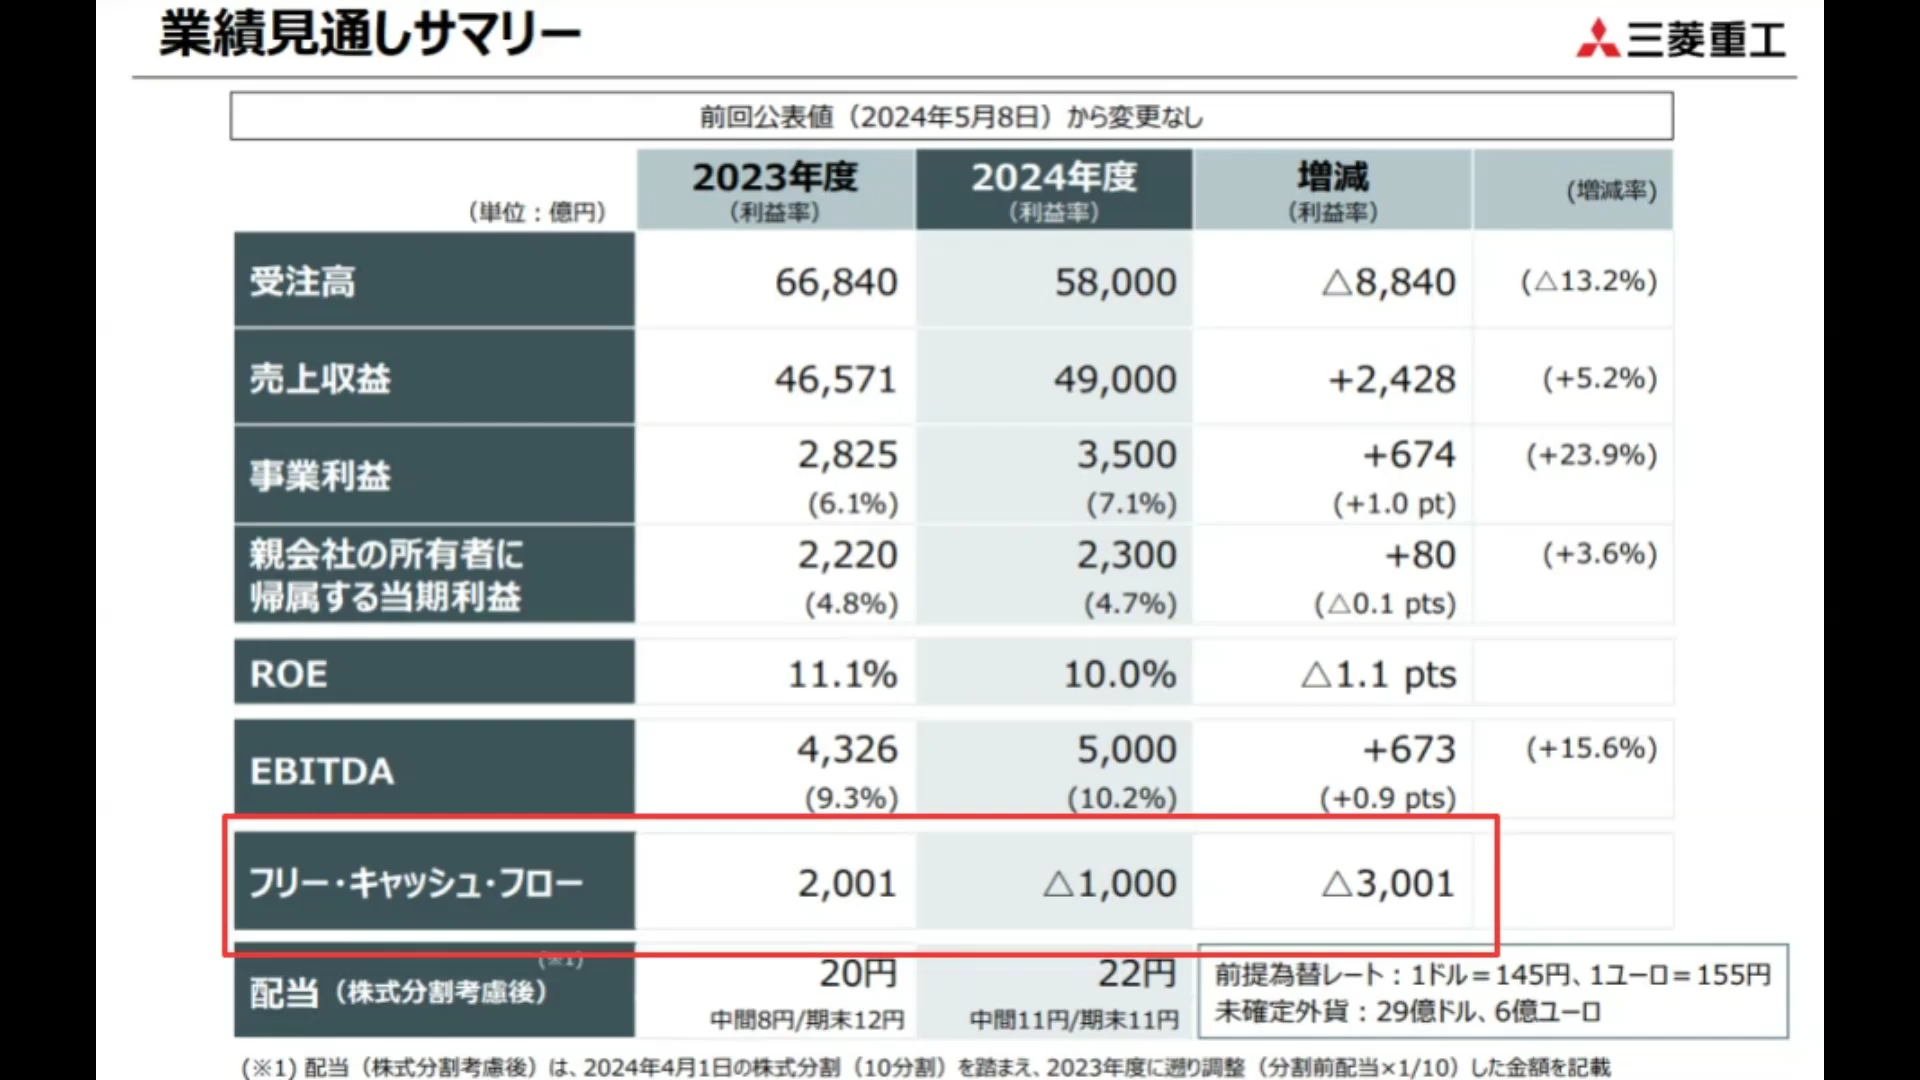 業績見通しサマリー
三菱重工
前回公表値（2024年5月8日）から変更なし
（単位：億円） 2023年度（利益率） 2024年度（利益率） 増減（利益率） (増減率)
受注高 66,840 58,000 △8,840 (△13.2%)
売上収益 46,571 49,000 +2,428 (+5.2%)
事業利益 2,825 3,500 +674 (+23.9%)
(6.1%) (7.1%) (+1.0 pt)
親会社の所有者に 2,220 2,300 +80 (+3.6%)
帰属する当期利益 (4.8%) (4.7%) (△0.1 pts)
ROE 11.1% 10.0% △1.1 pts
EBITDA 4,326 5,000 +673 (+15.6%)
(9.3%) (10.2%) (+0.9 pts)
フリー・キャッシュ・フロー 2,001 △1,000 △3,001
配当（株式分割考慮後） (※1) 20円 22円
中間8円/期末12円 中間11円/期末11円
前提為替レート：1ドル＝145円、1ユーロ＝155円
未確定外貨：29億ドル、6億ユーロ
(※1) 配当（株式分割考慮後）は、2024年4月1日の株式分割（10分割）を踏まえ、2023年度に遡り調整（分割前配当×1/10）した金額を記載